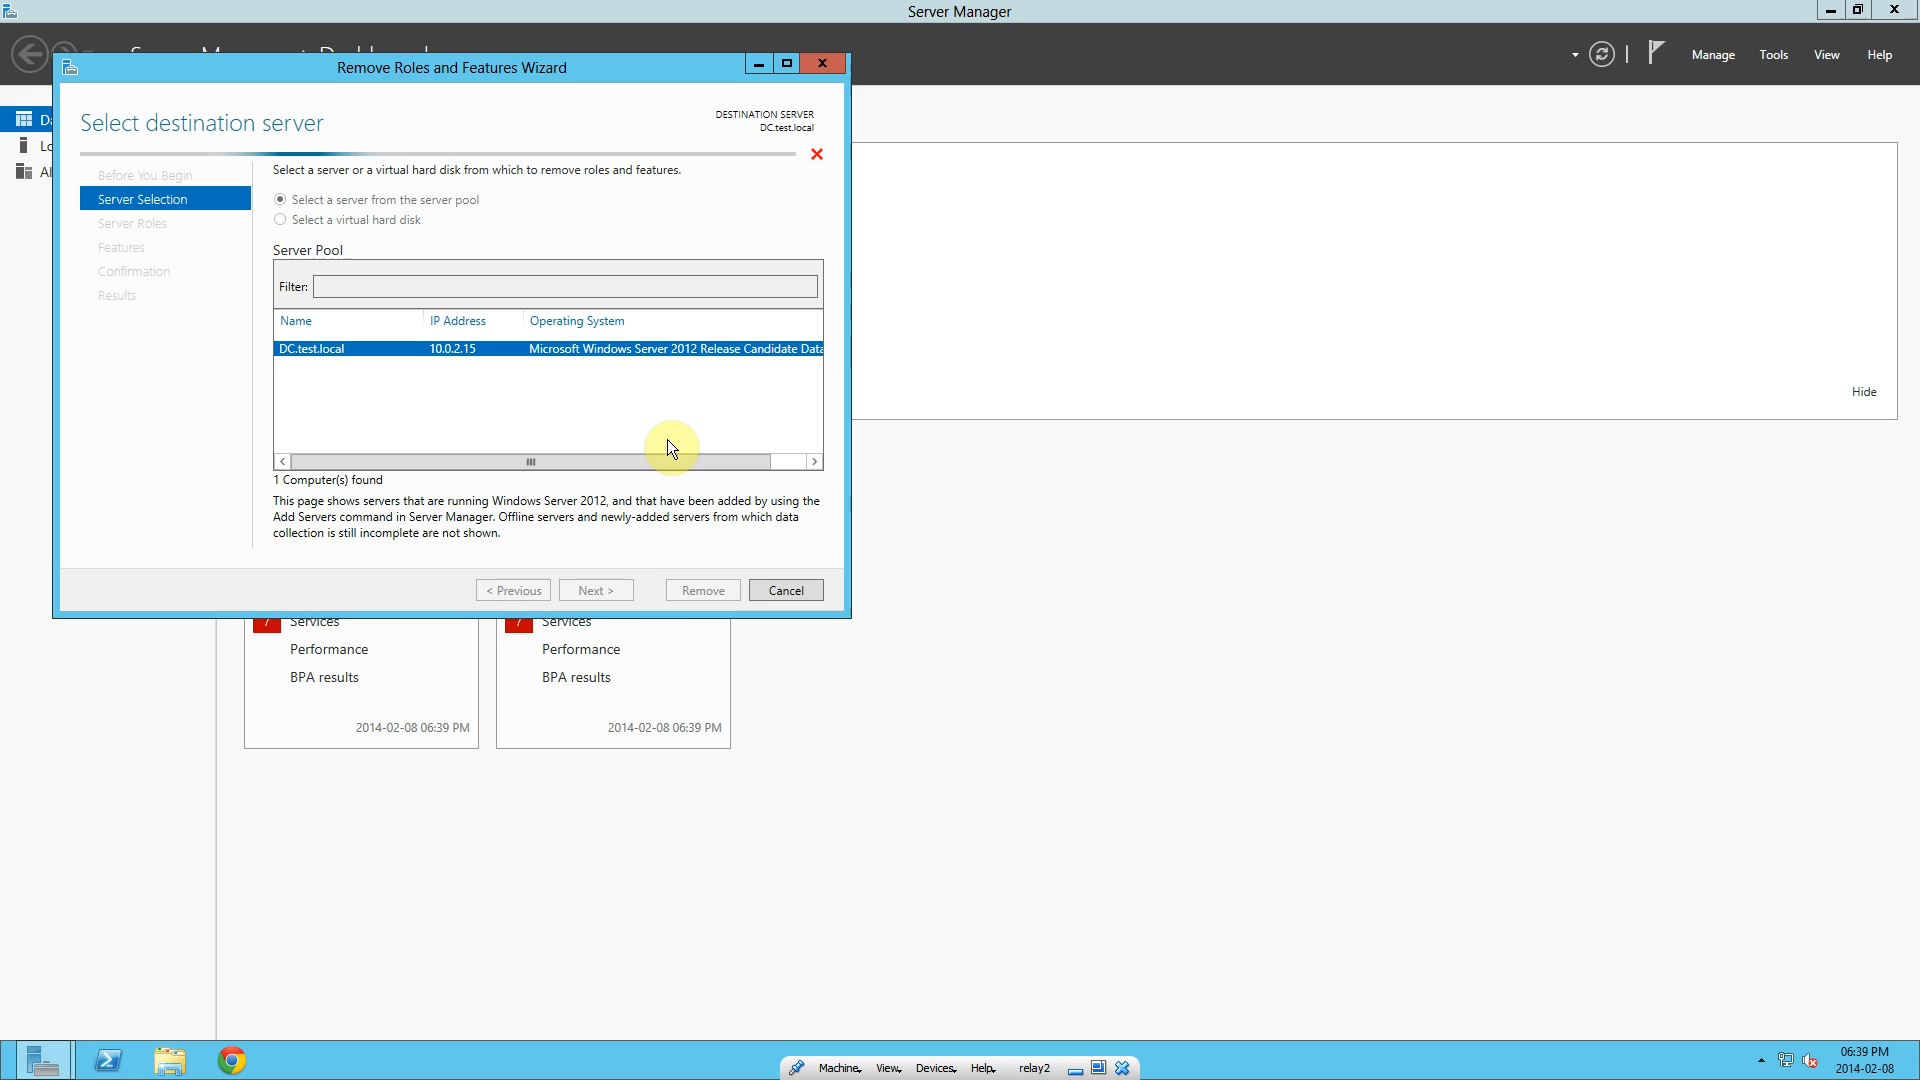 Server Manager
Manage
Tools
View
Help
Remove Roles and Features Wizard
Select destination server
DESTINATION SERVER
DC.test.local
Before You Begin
Server Selection
Server Roles
Features
Confirmation
Results
Select a server or a virtual hard disk from which to remove roles and features.
Select a server from the server pool
Select a virtual hard disk
Server Pool
Filter:
Name IP Address Operating System
DC.test.local 10.0.2.15 Microsoft Windows Server 2012 Release Candidate Data
1 Computer(s) found
This page shows servers that are running Windows Server 2012, and that have been added by using the
Add Servers command in Server Manager. Offline servers and newly-added servers from which data
collection is still incomplete are not shown.
< Previous
Next >
Remove
Cancel
Hide
7 Services
Performance
BPA results
2014-02-08 06:39 PM
7 Services
Performance
BPA results
2014-02-08 06:39 PM
Machine
View
Devices
Help
relay2
06:39 PM
2014-02-08